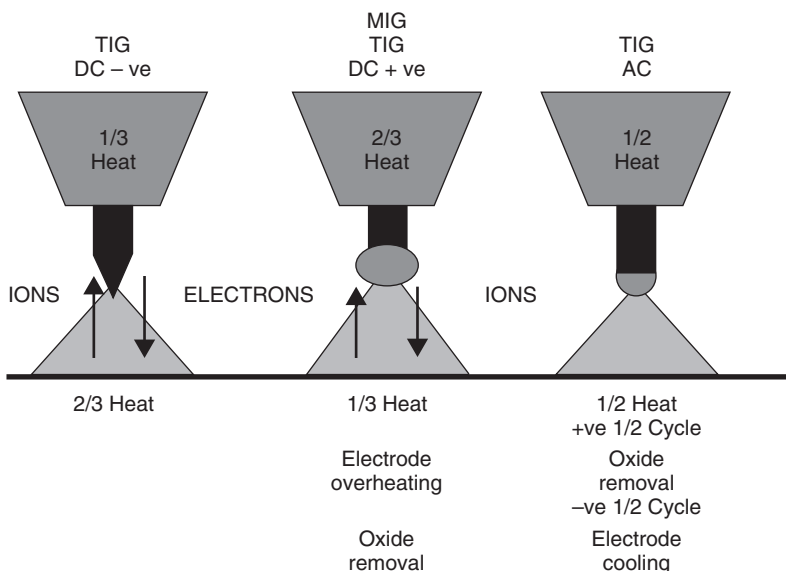 TIG
DC – ve
MIG
TIG
DC + ve
TIG
AC
1/3
Heat
2/3
Heat
1/2
Heat
IONS
ELECTRONS
IONS
2/3 Heat
1/3 Heat
Electrode
overheating
Oxide
removal
1/2 Heat
+ve 1/2 Cycle
Oxide
removal
–ve 1/2 Cycle
Electrode
cooling